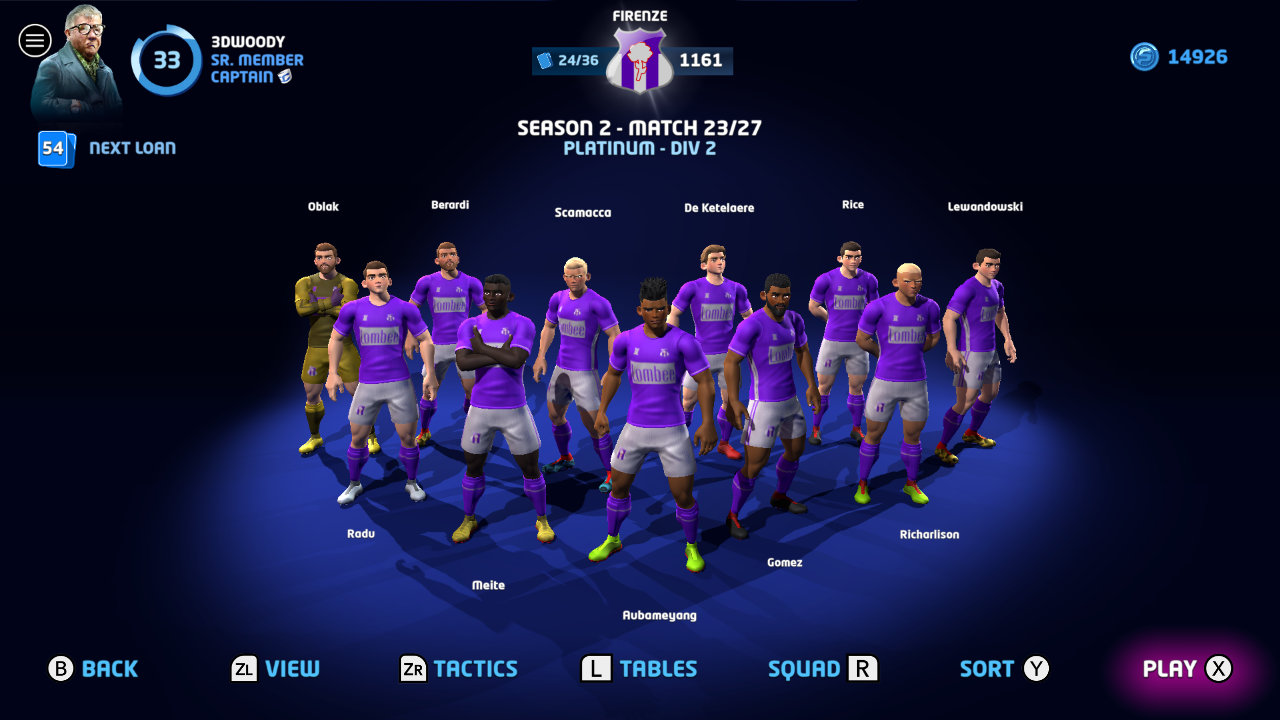 FIRENZE
33
3DWOODY
SR. MEMBER
CAPTAIN
24/36
1161
14926
SEASON 2 - MATCH 23/27
PLATINUM - DIV 2
54
NEXT LOAN
Oblak
Berardi
Scamacca
De Ketelaere
Rice
Lewandowski
Radu
Meite
Aubameyang
Gomez
Richarlison
B BACK
ZL VIEW
ZR TACTICS
L TABLES
SQUAD R
SORT Y
PLAY X